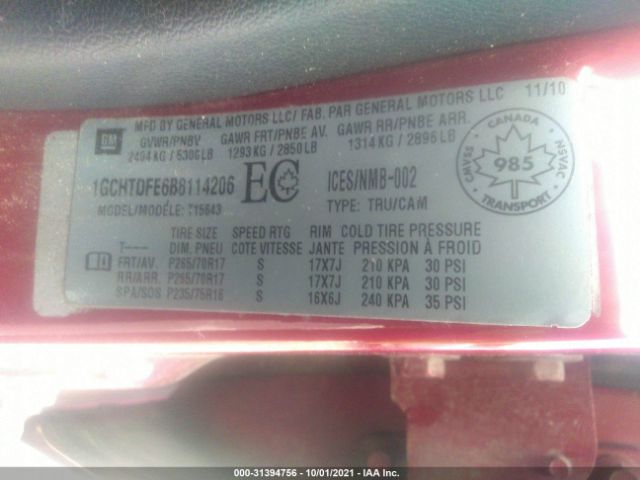 MFD BY GENERAL MOTORS LLC/ FAB. PAR GENERAL MOTORS LLC 11/10
GM
GVWR/PNBV GAWR FRT/PNBE AV. GAWR RR/PNBE ARR.
2404 KG / 5300 LB 1293 KG / 2850 LB 1314 KG / 2896 LB
1GCHTDFE6B8114206 EC ICES/NMB-002
MODEL/MODÈLE: T15643 TYPE: TRU/CAM
CANADA
CMVSS 985 NSVAC
TRANSPORT
TIRE SIZE SPEED RTG RIM COLD TIRE PRESSURE
T--- DIM. PNEU COTE VITESSE JANTE PRESSION À FROID
FRT/AV. P265/70R17 S 17X7J 210 KPA 30 PSI
RR/ARR. P265/70R17 S 17X7J 210 KPA 30 PSI
SPA/SOS P235/75R16 S 16X6J 240 KPA 35 PSI
000-31394756 - 10/01/2021 - IAA Inc.